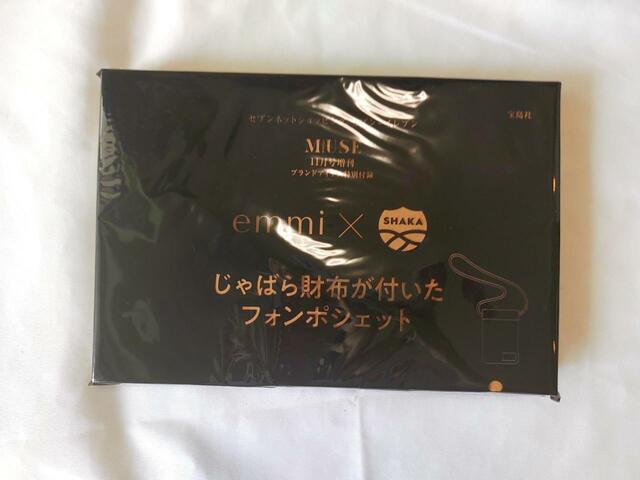 宝島社
MUSE
11月号増刊
emmi × SHAKA
じゃばら財布が付いた
フォンポシェット